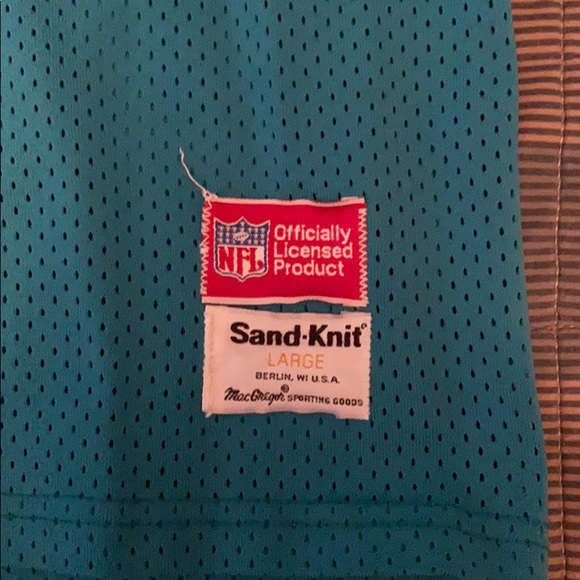 NFL
Officially
Licensed
Product
Sand·Knit®
LARGE
BERLIN, WI U.S.A.
MacGregor® SPORTING GOODS